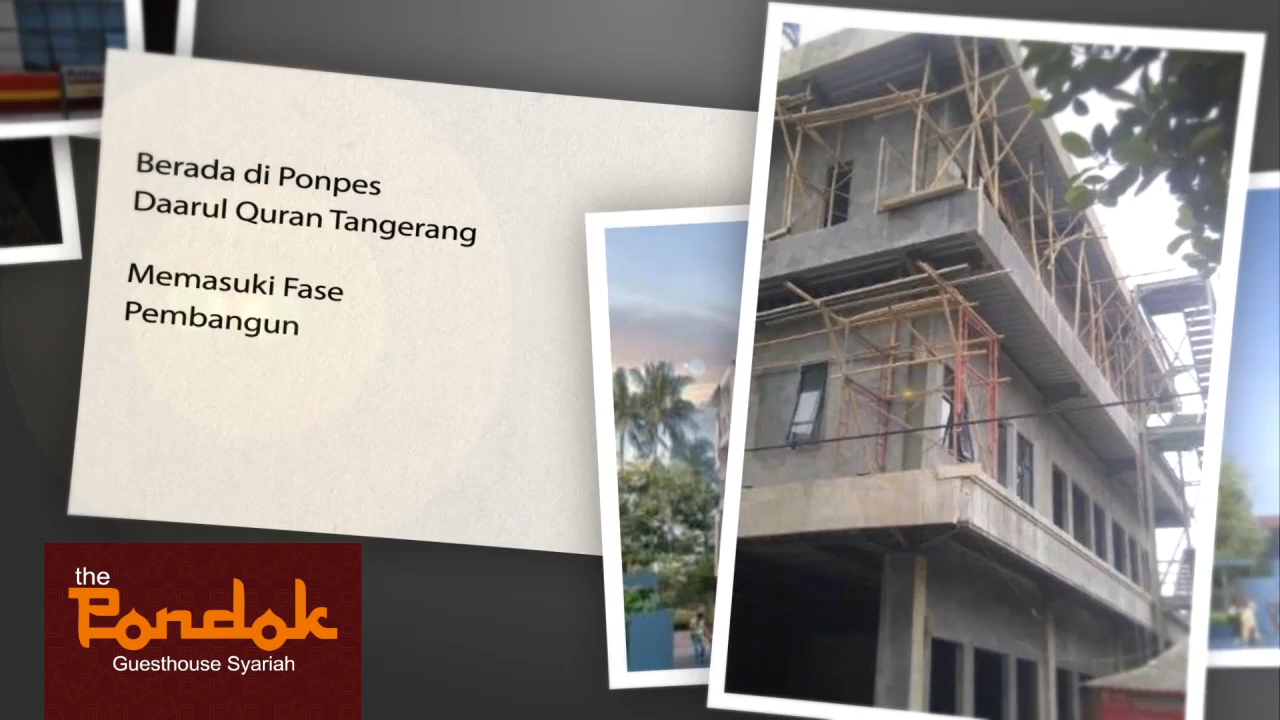 Berada di Ponpes
Daarul Quran Tangerang
Memasuki Fase
Pembangun
the
Pondok
Guesthouse Syariah